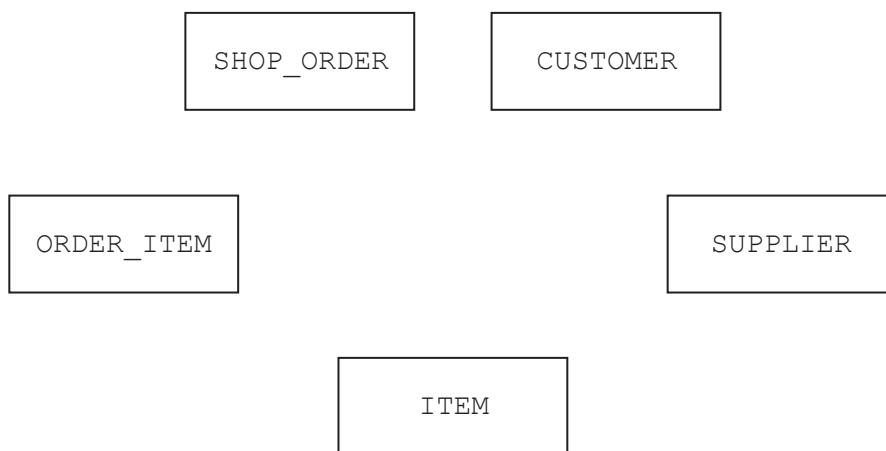 SHOP_ORDER
CUSTOMER
ORDER_ITEM
SUPPLIER
ITEM